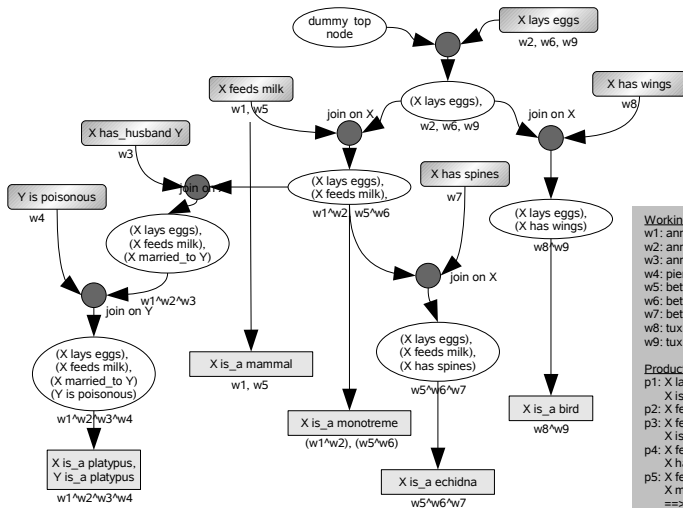 dummy top
node
X lays eggs
w2, w6, w9
X feeds milk
w1, w5
(X lays eggs),
w2, w6, w9
join on X
join on X
X has wings
w8
X has_husband Y
w3
join on
Y is poisonous
w4
(X lays eggs),
(X feeds milk),
w1^w2, w5^w6
X has spines
w7
(X lays eggs),
(X has wings)
w8^w9
(X lays eggs),
(X feeds milk),
(X married_to Y)
w1^w2^w3
join on X
join on Y
(X lays eggs),
(X feeds milk),
(X married_to Y)
(Y is poisonous)
w1^w2^w3^w4
X is_a mammal
w1, w5
(X lays eggs),
(X feeds milk),
(X has spines)
w5^w6^w7
X is_a monotreme
(w1^w2), (w5^w6)
X is_a bird
w8^w9
X is_a platypus,
Y is_a platypus
w1^w2^w3^w4
X is_a echidna
w5^w6^w7
w1:
w2:
w3:
w4:
w5:
w6:
w7:
w8: tux
w9: tux
p1: X
X is
p2: X
p3: X
X is
p4: X
X
p5: X
X
==>